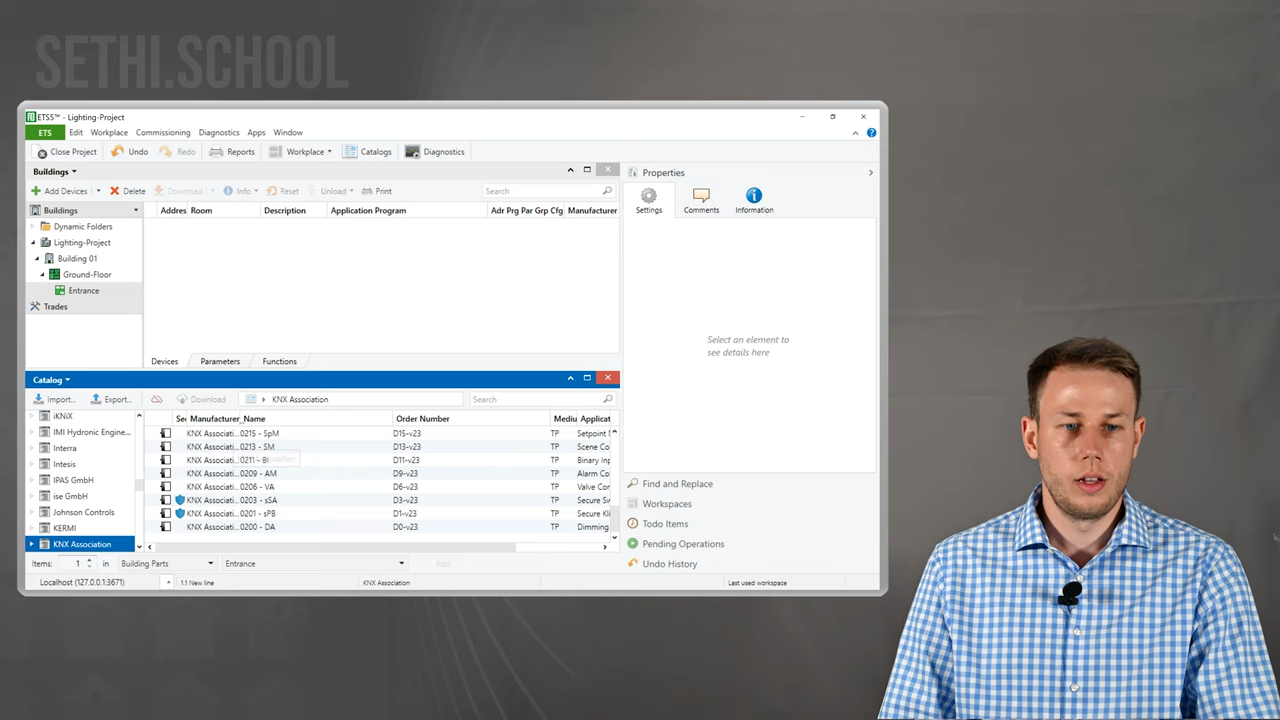 SETHI.SCHOOL
ETS5™ - Lighting-Project
ETS Edit Workplace Commissioning Diagnostics Apps Window
Close Project Undo Redo Reports Workplace Catalogs Diagnostics
Buildings
Add Devices Delete Download Info Reset Unload Print Search
Buildings
Addres Room Description Application Program Adr Prg Par Grp Cfg Manufacturer
Dynamic Folders
Lighting-Project
Building 01
Ground-Floor
Entrance
Trades
Devices Parameters Functions
Properties
Settings Comments Information
Select an element to
see details here
Find and Replace
Workspaces
Todo Items
Pending Operations
Undo History
Catalog
Import... Export... Download KNX Association Search
Sec Manufacturer Name Order Number Mediu Applicat
iKNiX
IMI Hydronic Enginee...
Interra
Intesis
IPAS GmbH
ise GmbH
Johnson Controls
KERMI
KNX Association
KNX Associati... 0215 - SpM D15-v23 TP Setpoint M
KNX Associati... 0213 - SM D13-v23 TP Scene Co
KNX Associati... 0211 - BI D11-v23 TP Binary Inp
KNX Associati... 0209 - AM D9-v23 TP Alarm Co
KNX Associati... 0206 - VA D6-v23 TP Valve Con
KNX Associati... 0203 - sSA D3-v23 TP Secure Sw
KNX Associati... 0201 - sPB D1-v23 TP Secure Kli
KNX Associati... 0200 - DA D0-v23 TP Dimming
Items: 1 in Building Parts Entrance Add
Localhost (127.0.0.1:3671) 1.1 New line KNX Association Last used workspace